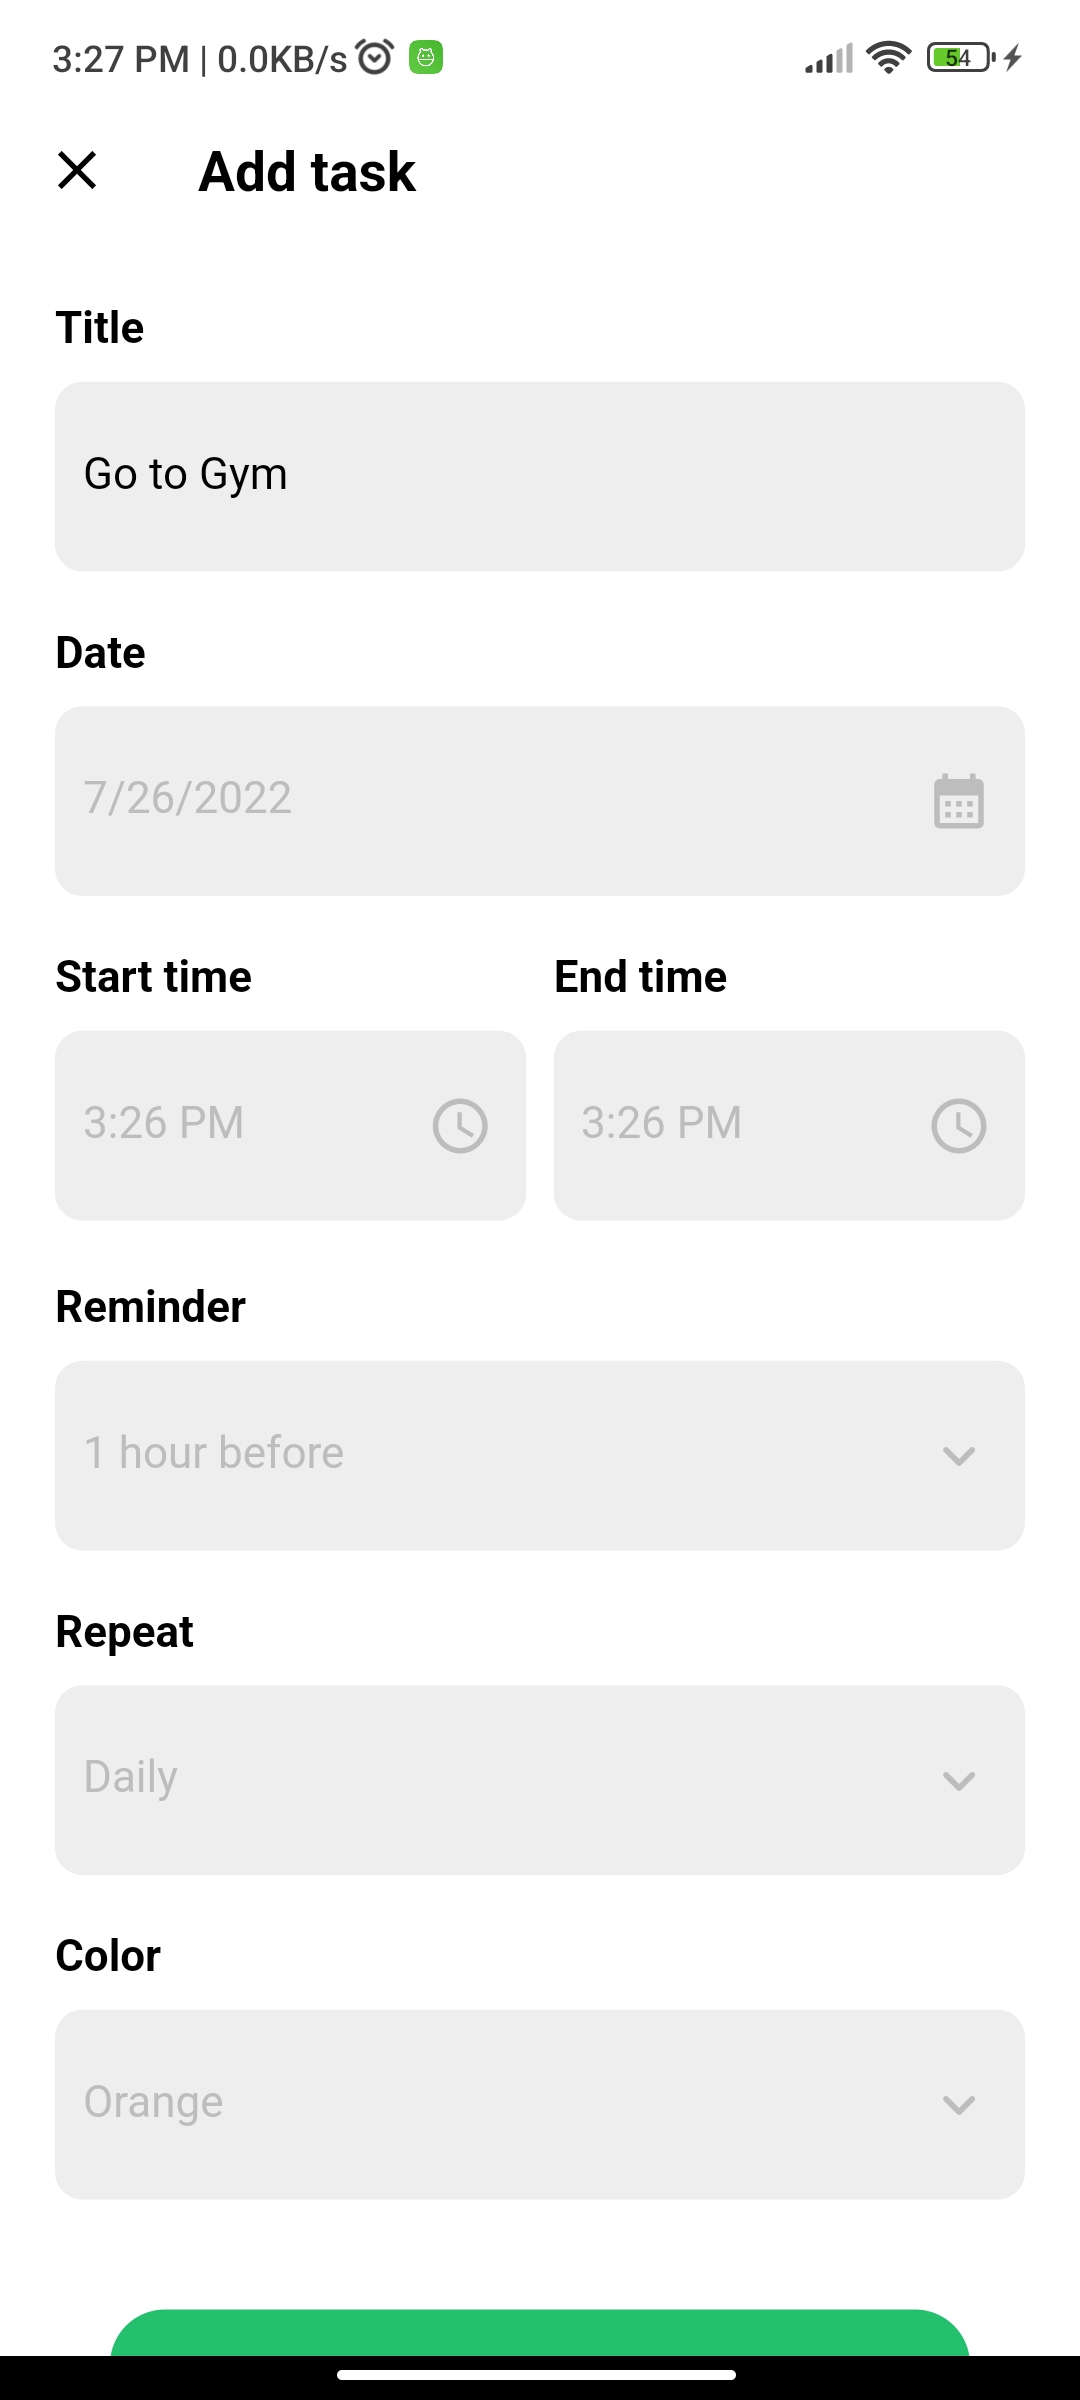 3:27 PM | 0.0KB/s 54
Add task
Title
Go to Gym
Date
7/26/2022
Start time End time
3:26 PM 3:26 PM
Reminder
1 hour before
Repeat
Daily
Color
Orange